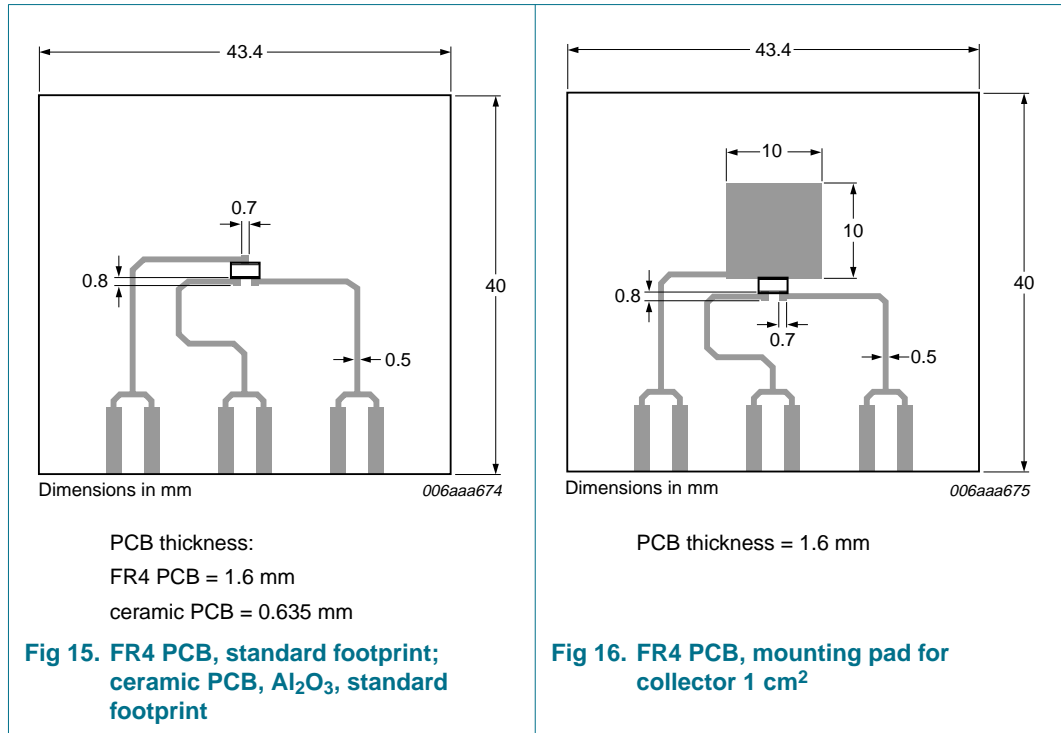 43.4
0.7
0.8
40
0.5
Dimensions in mm
006aaa674
PCB thickness:
FR4 PCB = 1.6 mm
ceramic PCB = 0.635 mm
Fig 15. FR4 PCB, standard footprint;
ceramic PCB, Al2O3, standard
footprint
43.4
10
10
40
0.8
0.7
0.5
Dimensions in mm
006aaa675
PCB thickness = 1.6 mm
Fig 16. FR4 PCB, mounting pad for
collector 1 cm2